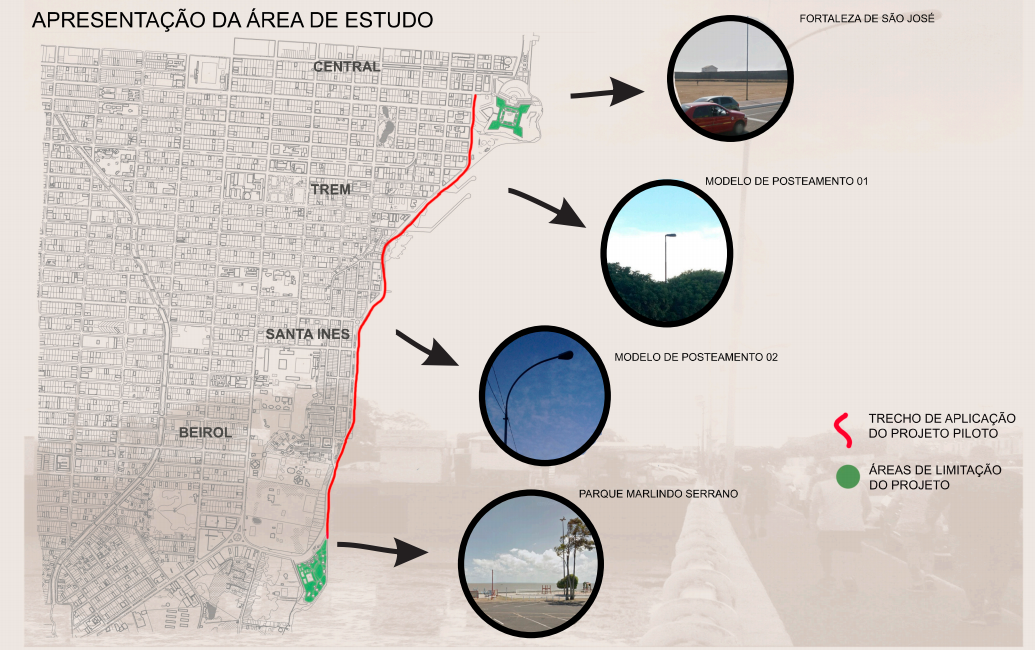 APRESENTAÇÃO DA ÁREA DE ESTUDO
FORTALEZA DE SÃO JOSÉ
CENTRAL
MODELO DE POSTEAMENTO 01
TREM
SANTA INES
MODELO DE POSTEAMENTO 02
BEIROL
TRECHO DE APLICAÇÃO
DO PROJETO PILOTO
ÁREAS DE LIMITAÇÃO
DO PROJETO
PARQUE MARLINDO SERRANO